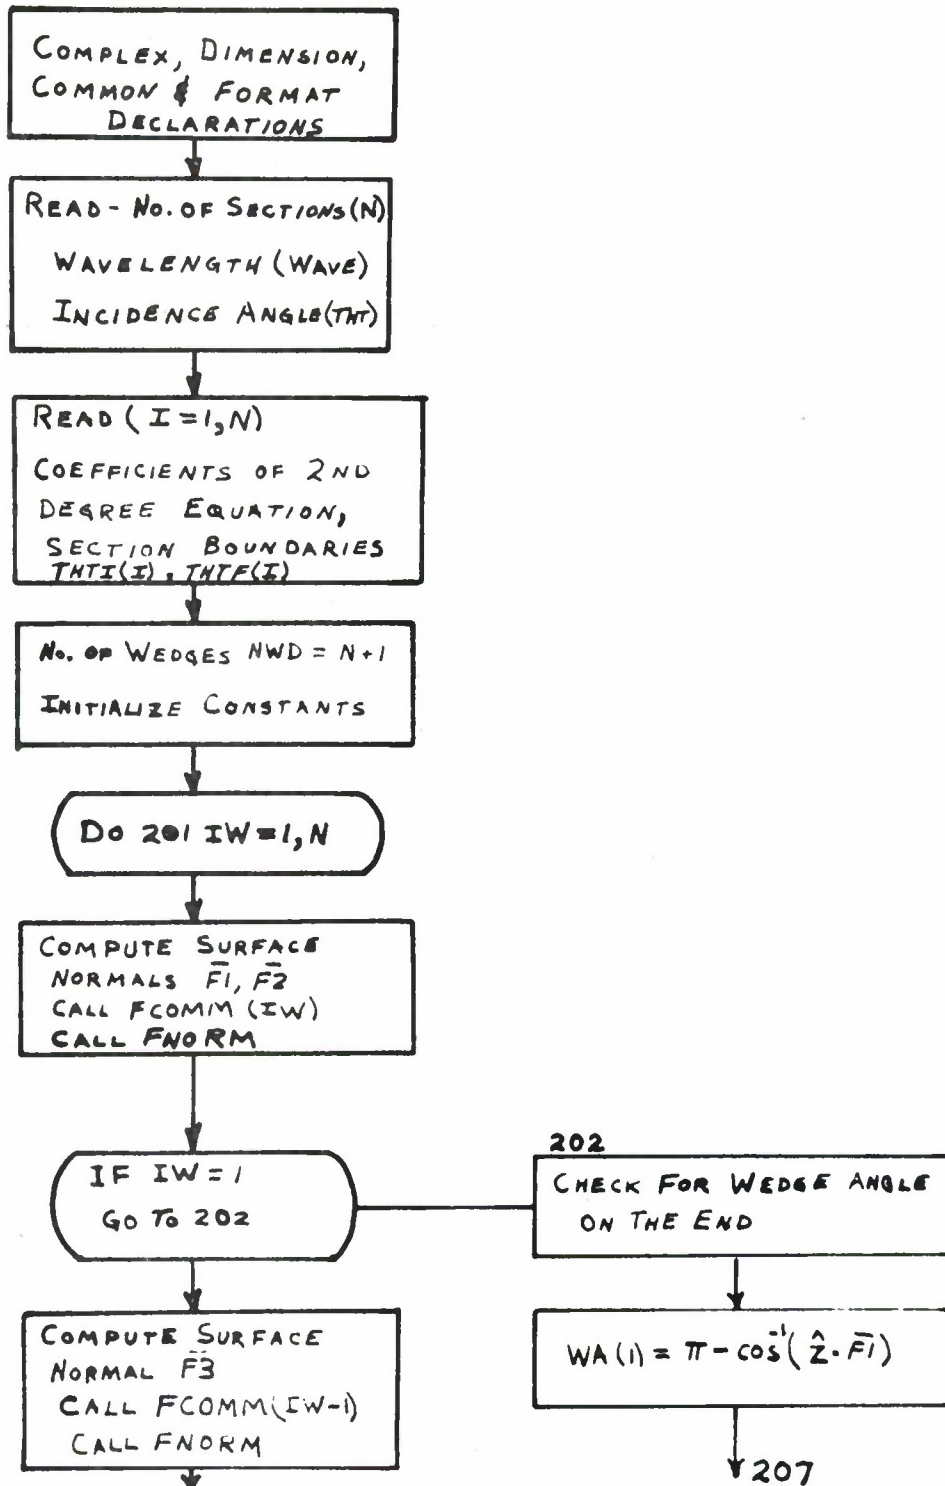 COMPLEX, DIMENSION,
COMMON & FORMAT
DECLARATIONS
READ - No. OF SECTIONS(N)
WAVELENGTH (WAVE)
INCIDENCE ANGLE(THT)
READ ( I=1,N)
COEFFICIENTS OF 2ND
DEGREE EQUATION,
SECTION BOUNDARIES
THTI(I), THTF(I)
No. OF WEDGES NWD = N+1
INITIALIZE CONSTANTS
DO 201 IW=1,N
COMPUTE SURFACE
NORMALS F̄1, F̄2
CALL FCOMM (IW)
CALL FNORM
IF IW=1
GO TO 202
202
CHECK FOR WEDGE ANGLE
ON THE END
COMPUTE SURFACE
NORMAL F̄3
CALL FCOMM(IW-1)
CALL FNORM
WA(1) = π - cos⁻¹(ẑ · F̄1)
207